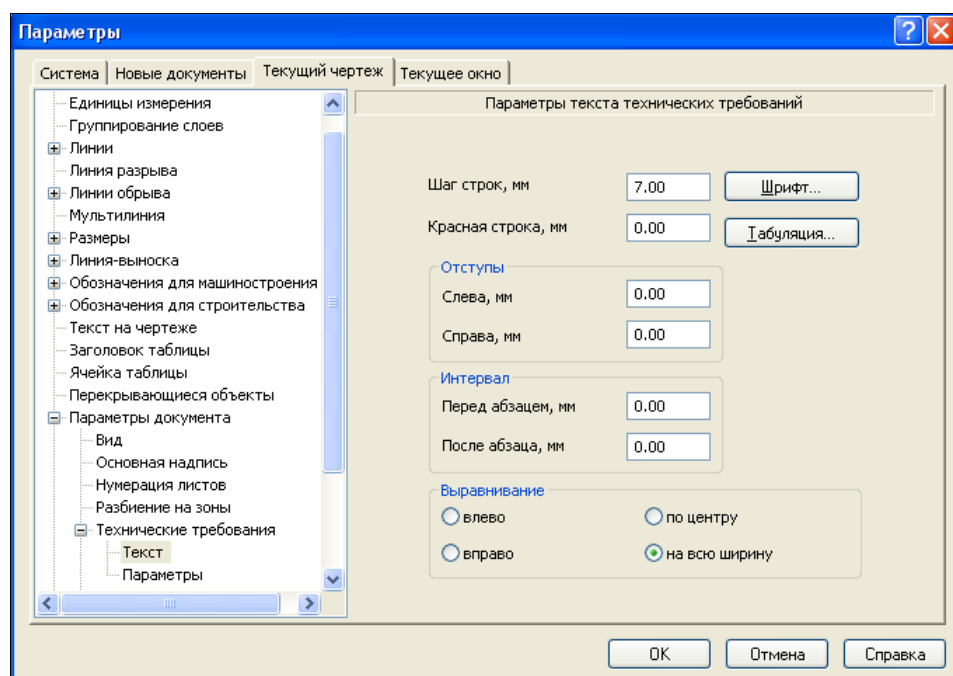 Параметры
Система Новые документы Текущий чертеж Текущее окно
Единицы измерения
Группирование слоев
Линии
Линия разрыва
Линии обрыва
Мультилиния
Размеры
Линия-выноска
Обозначения для машиностроения
Обозначения для строительства
Текст на чертеже
Заголовок таблицы
Ячейка таблицы
Перекрывающиеся объекты
Параметры документа
Вид
Основная надпись
Нумерация листов
Разбиение на зоны
Технические требования
Текст
Параметры
Параметры текста технических требований
Шаг строк, мм 7.00 Шрифт...
Красная строка, мм 0.00 Табуляция...
Отступы
Слева, мм 0.00
Справа, мм 0.00
Интервал
Перед абзацем, мм 0.00
После абзаца, мм 0.00
Выравнивание
влево по центру
вправо на всю ширину
OK Отмена Справка